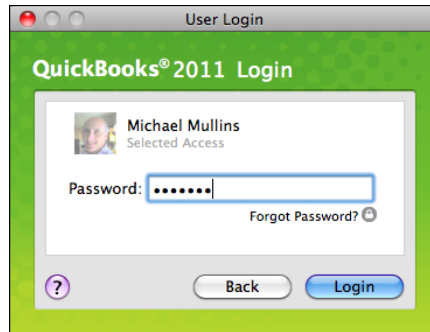 User Login
QuickBooks® 2011 Login
Michael Mullins
Selected Access
Password: •••••••
Forgot Password?
? Back Login